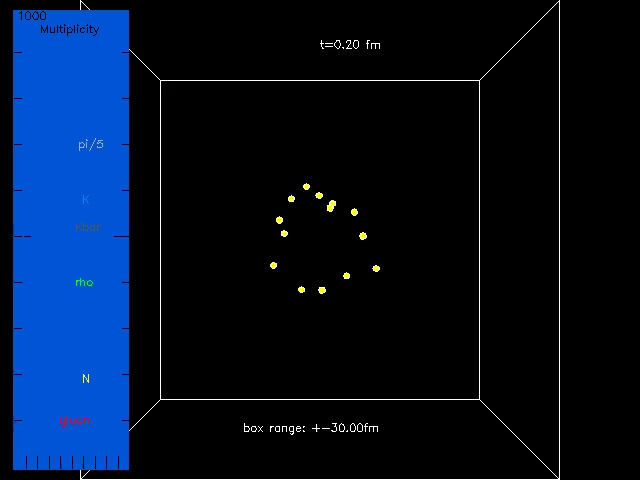 1000
Multiplicity
t=0.20 fm
pi/5
K
Kbar
rho
N
gluon
box range: +-30.00fm